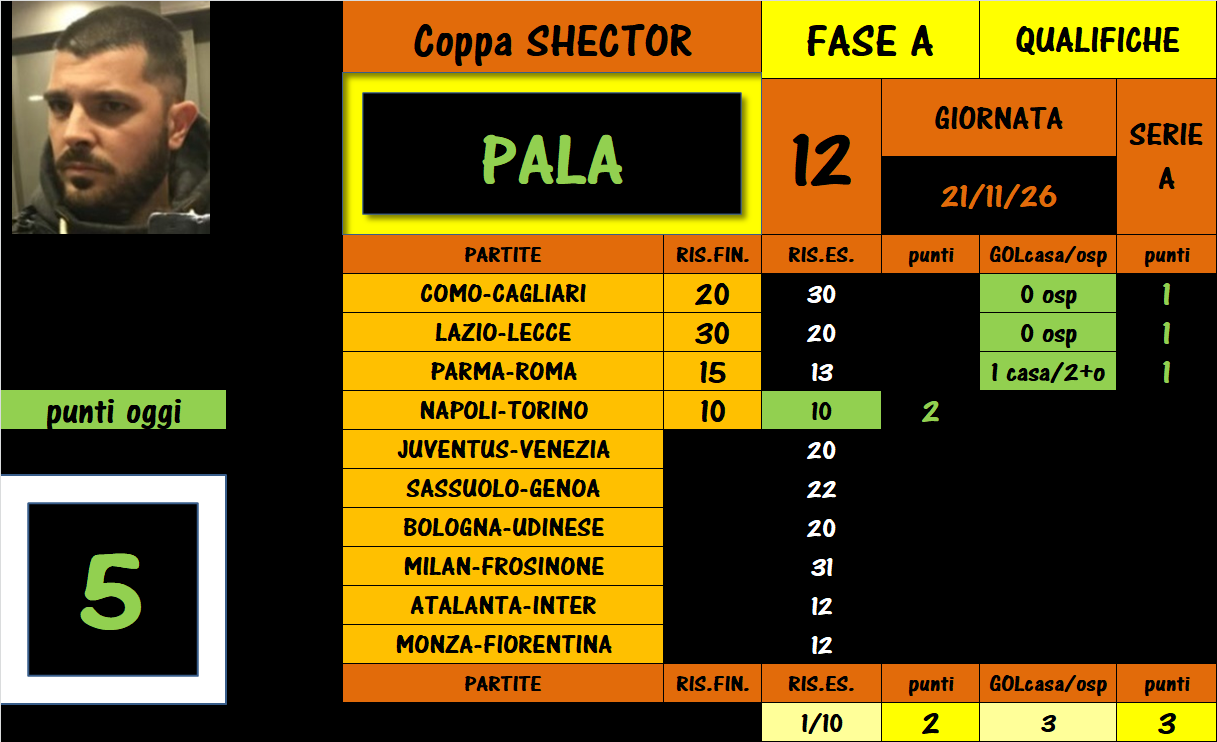 Coppa SHECTOR FASE A QUALIFICHE
PALA 12 GIORNATA SERIE A
21/11/26
PARTITE RIS.FIN. RIS.ES. punti GOLcasa/osp punti
COMO-CAGLIARI 20 30 0 osp 1
LAZIO-LECCE 30 20 0 osp 1
PARMA-ROMA 15 13 1 casa/2+o 1
punti oggi
NAPOLI-TORINO 10 10 2
JUVENTUS-VENEZIA 20
SASSUOLO-GENOA 22
BOLOGNA-UDINESE 20
5
MILAN-FROSINONE 31
ATALANTA-INTER 12
MONZA-FIORENTINA 12
PARTITE RIS.FIN. RIS.ES. punti GOLcasa/osp punti
1/10 2 3 3